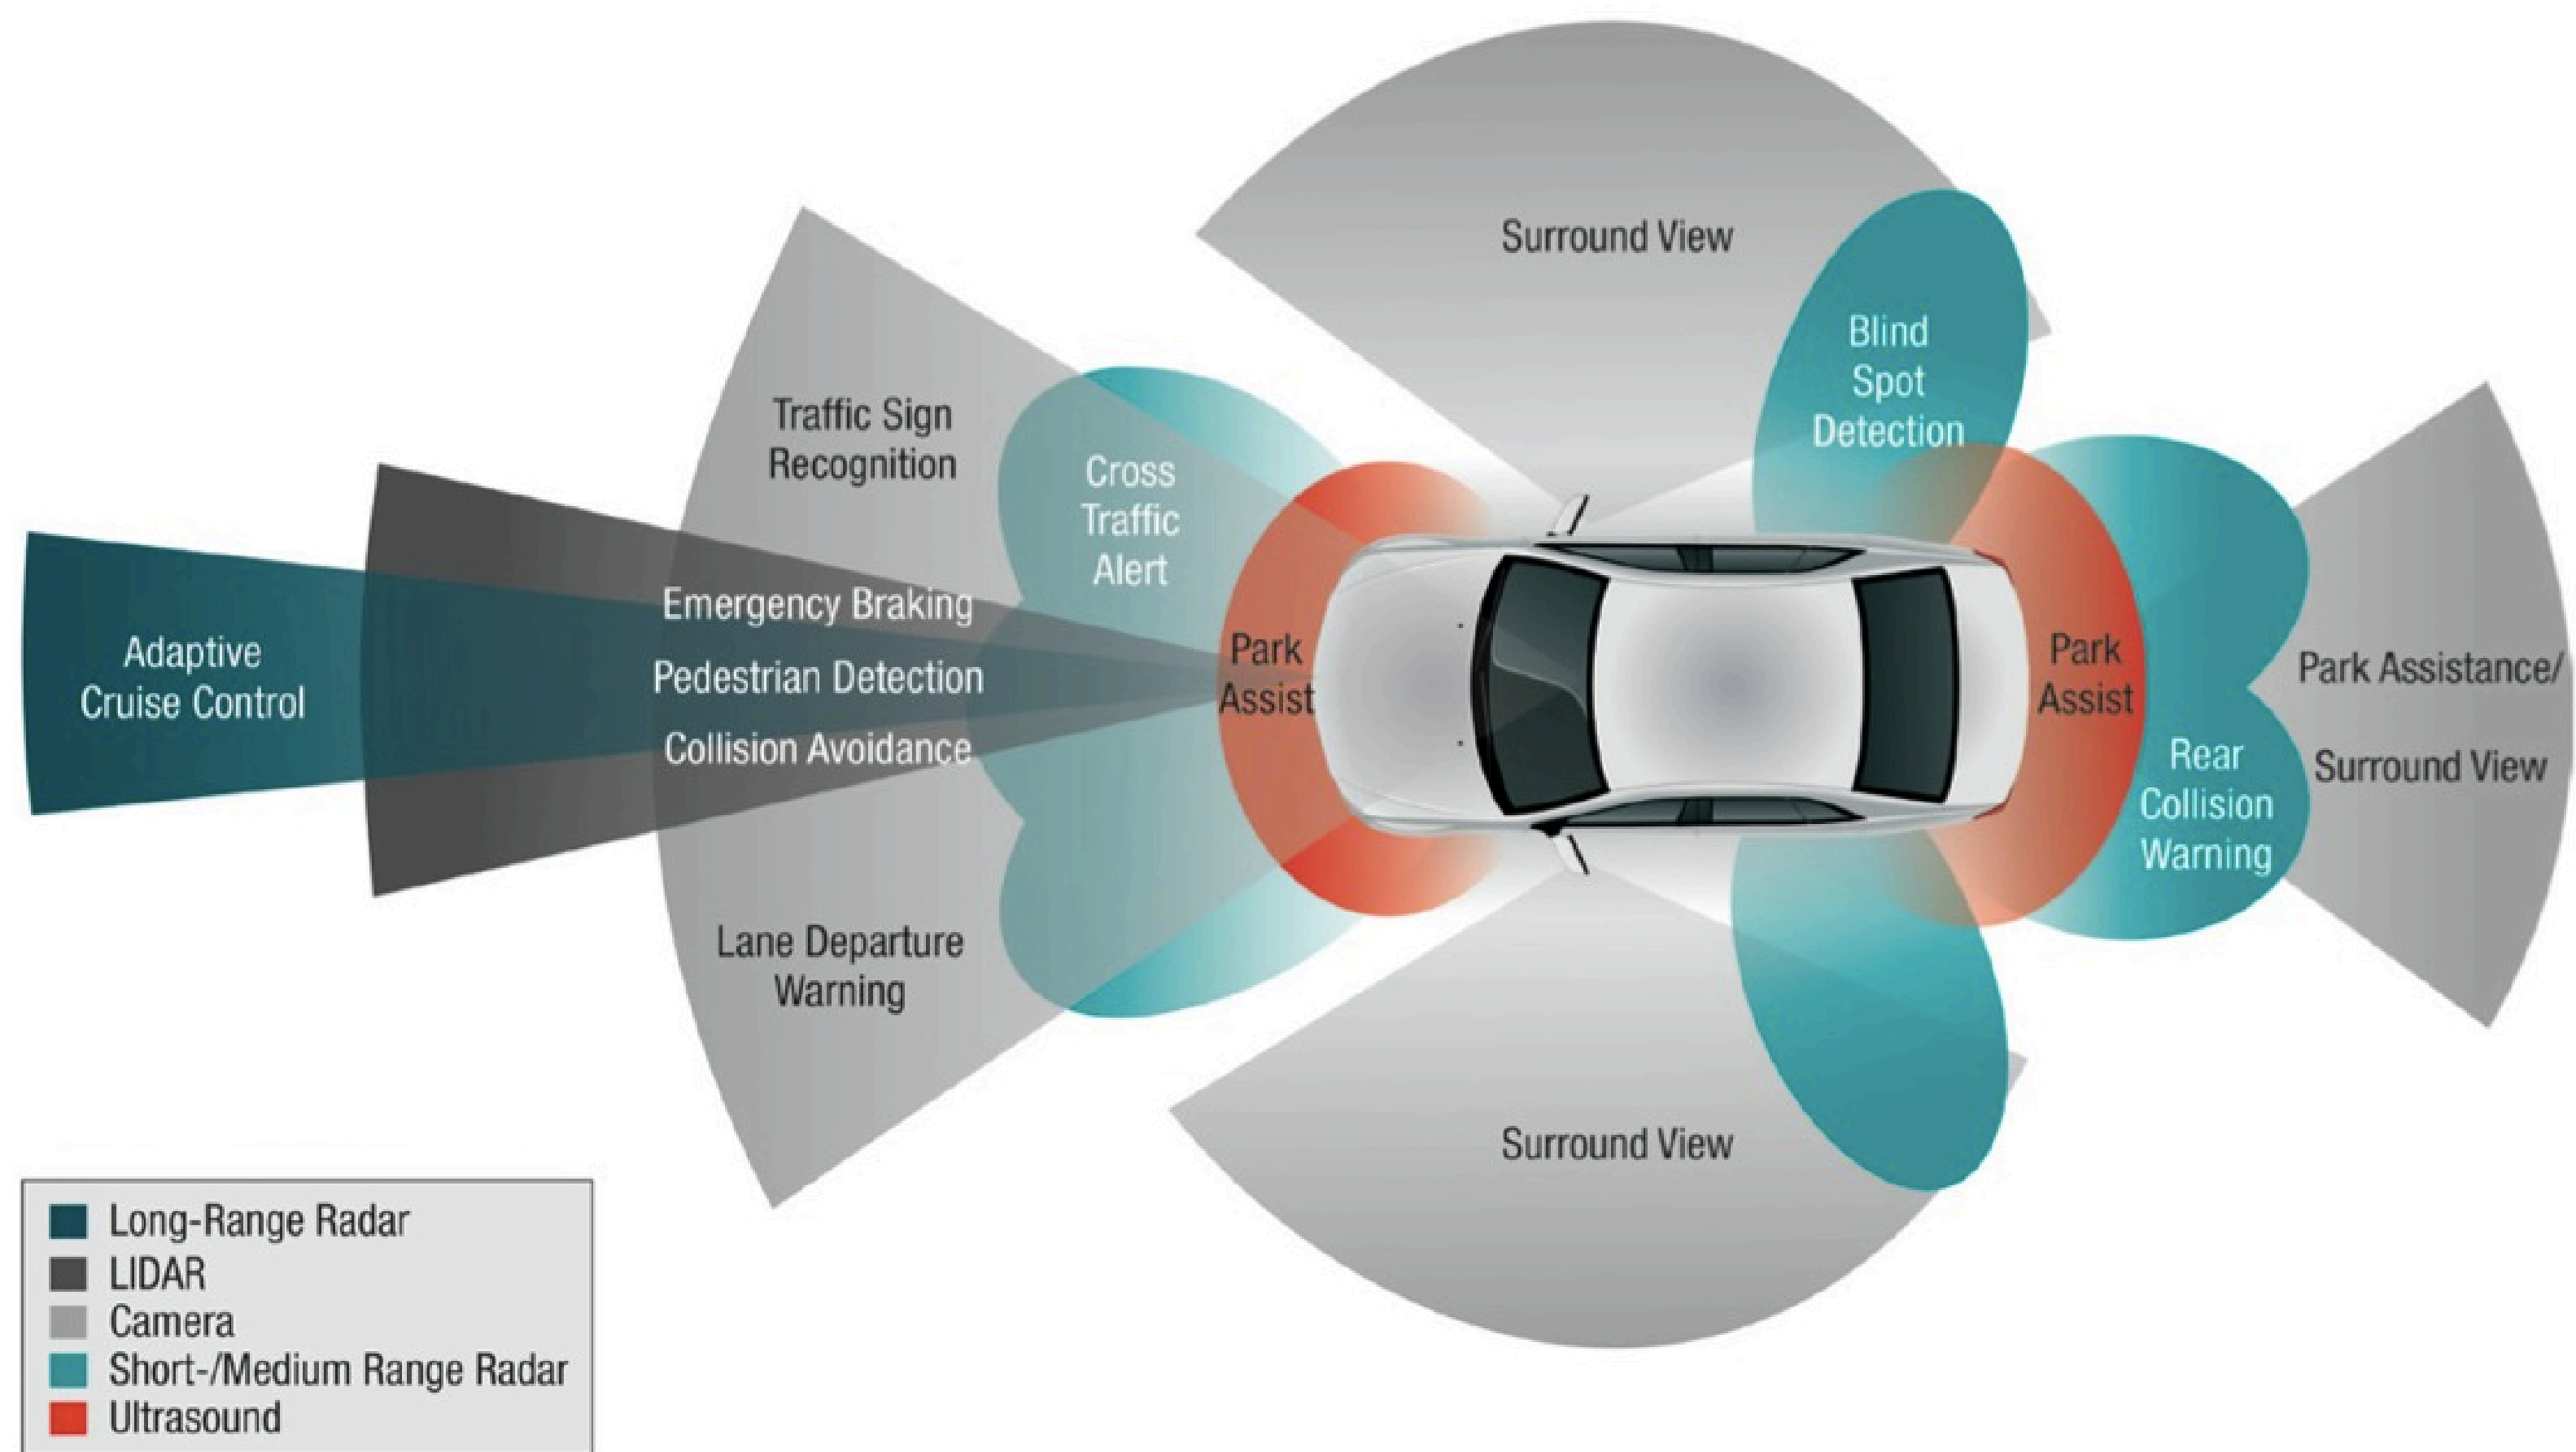 Surround View
Blind
Spot
Detection
Traffic Sign
Recognition
Cross
Traffic
Alert
Emergency Braking
Pedestrian Detection
Collision Avoidance
Adaptive
Cruise Control
Park
Assist
Park
Assist
Park Assistance/
Surround View
Rear
Collision
Warning
Lane Departure
Warning
Surround View
Long-Range Radar
LIDAR
Camera
Short-/Medium Range Radar
Ultrasound